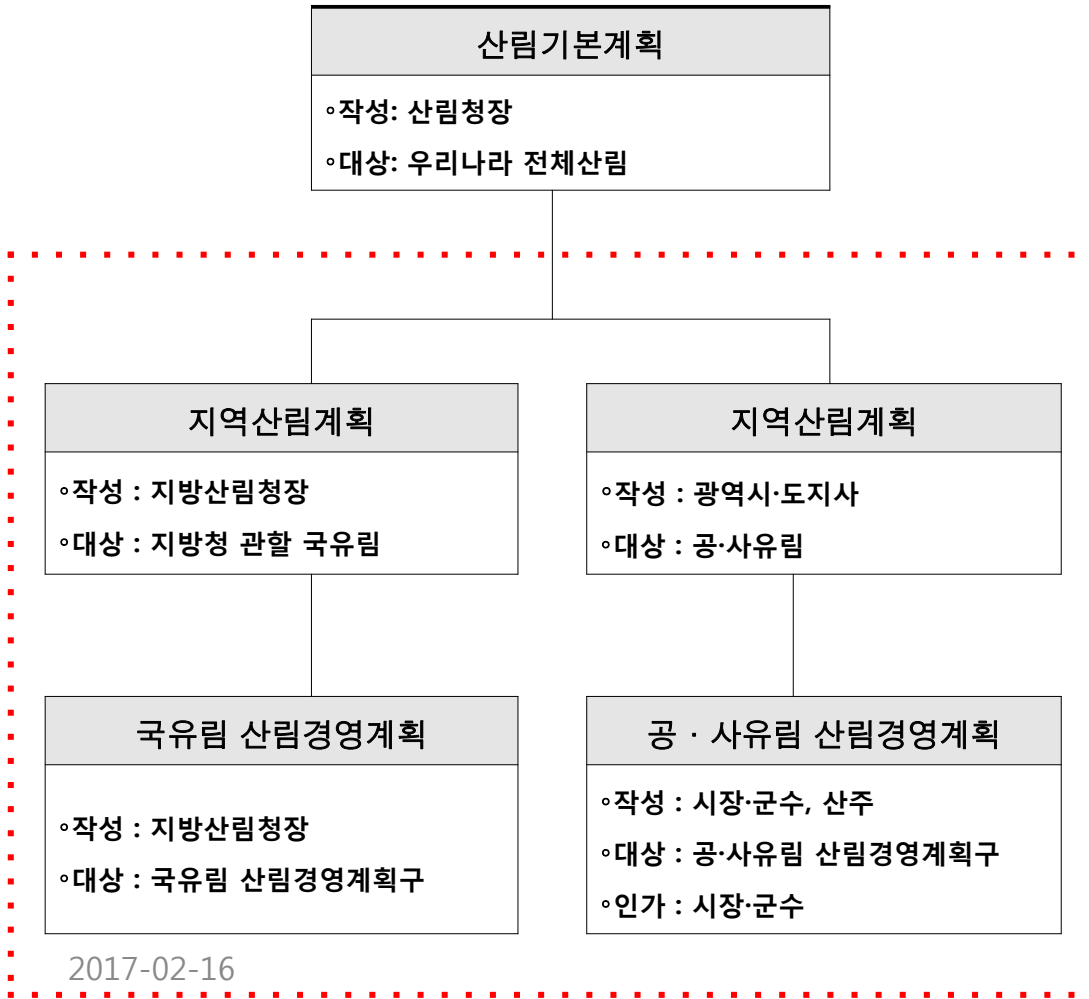 산림기본계획
∘작성: 산림청장
∘대상: 우리나라 전체산림
지역산림계획
∘작성 : 지방산림청장
∘대상 : 지방청 관할 국유림
지역산림계획
∘작성 : 광역시·도지사
∘대상 : 공·사유림
국유림 산림경영계획
∘작성 : 지방산림청장
∘대상 : 국유림 산림경영계획구
공 · 사유림 산림경영계획
∘작성 : 시장·군수, 산주
∘대상 : 공·사유림 산림경영계획구
∘인가 : 시장·군수
2017-02-16